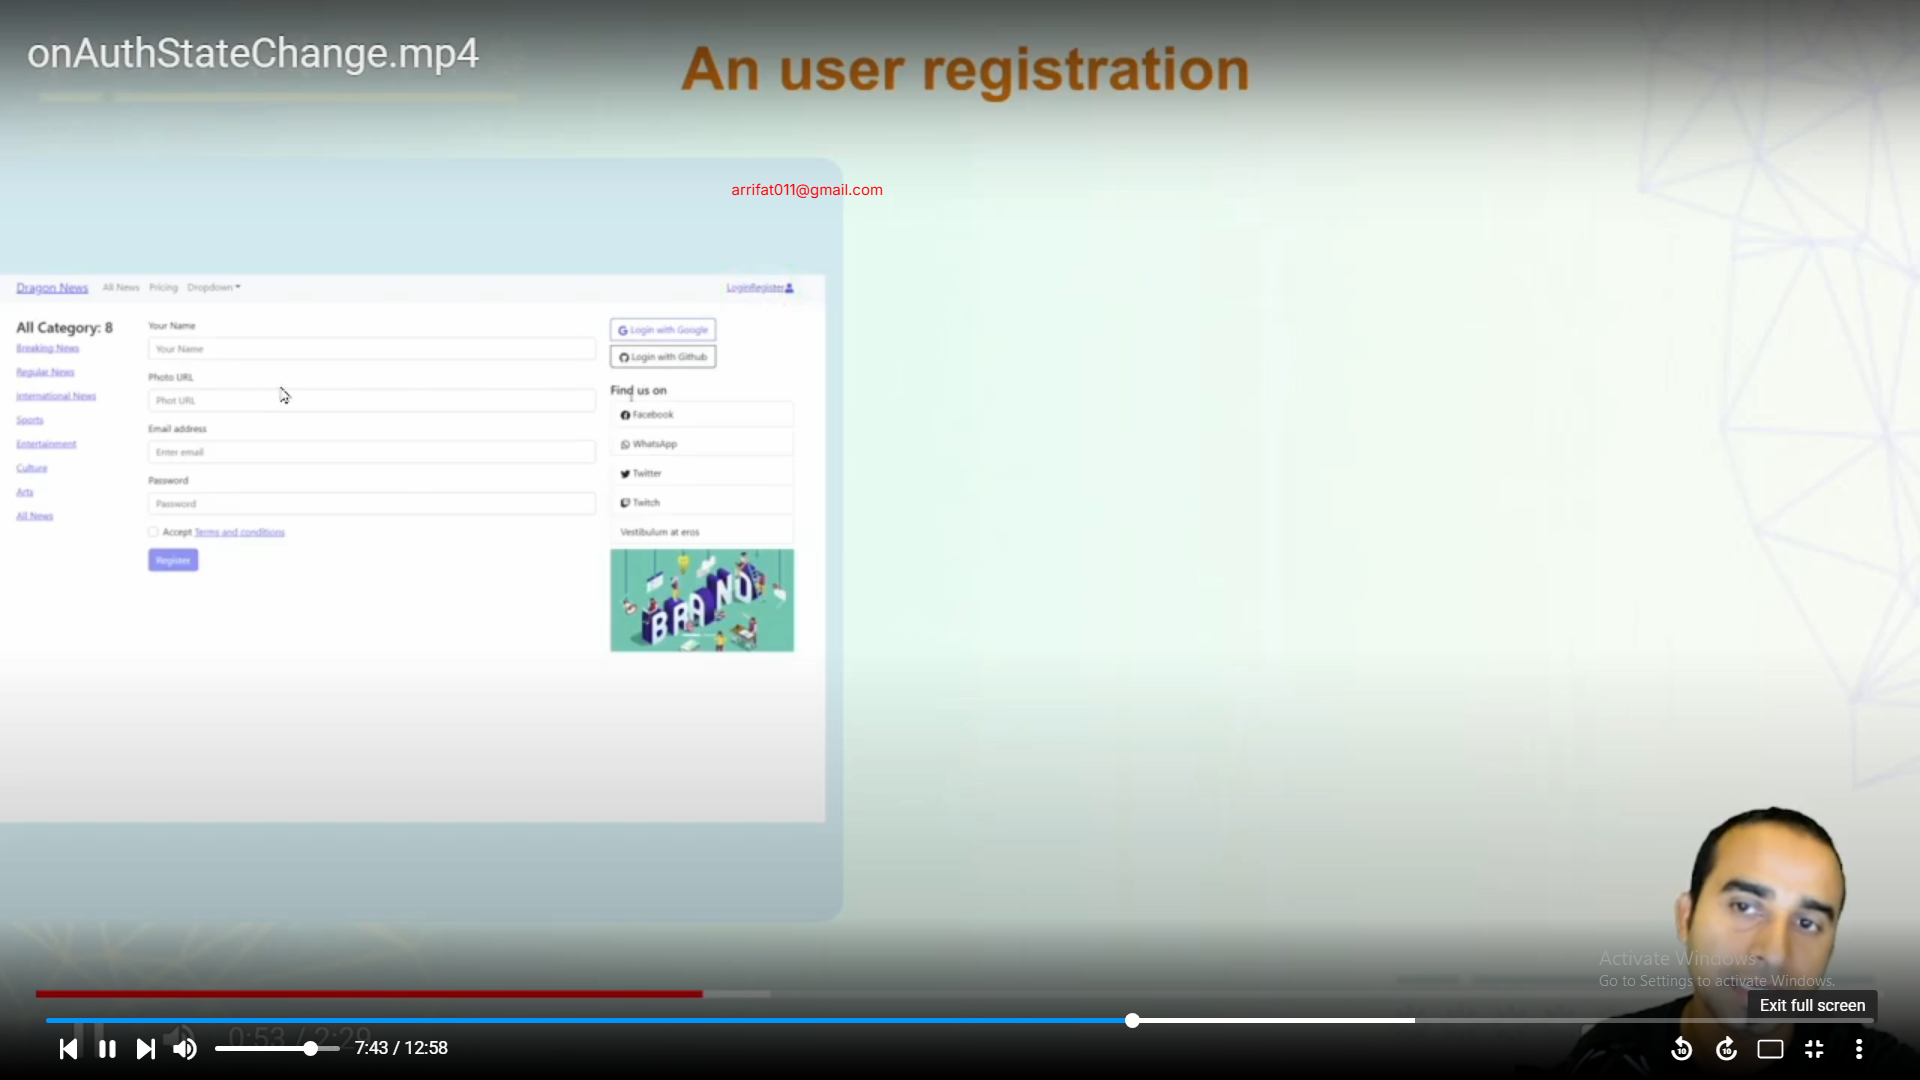 onAuthStateChange.mp4
An user registration
arrifat011@gmail.com
Dragon News All News Pricing Dropdown
LoginRegister
All Category: 8
Breaking News
Regular News
International News
Sports
Entertainment
Culture
Arts
All News
Your Name
Your Name
Photo URL
Phot URL
Email address
Enter email
Password
Password
Accept Terms and conditions
Register
Login with Google
Login with Github
Find us on
Facebook
WhatsApp
Twitter
Twitch
Vestibulum at eros
BRAND
Activate Windows
Go to Settings to activate Windows.
Exit full screen
0:53 / 2:20
7:43 / 12:58
10
10